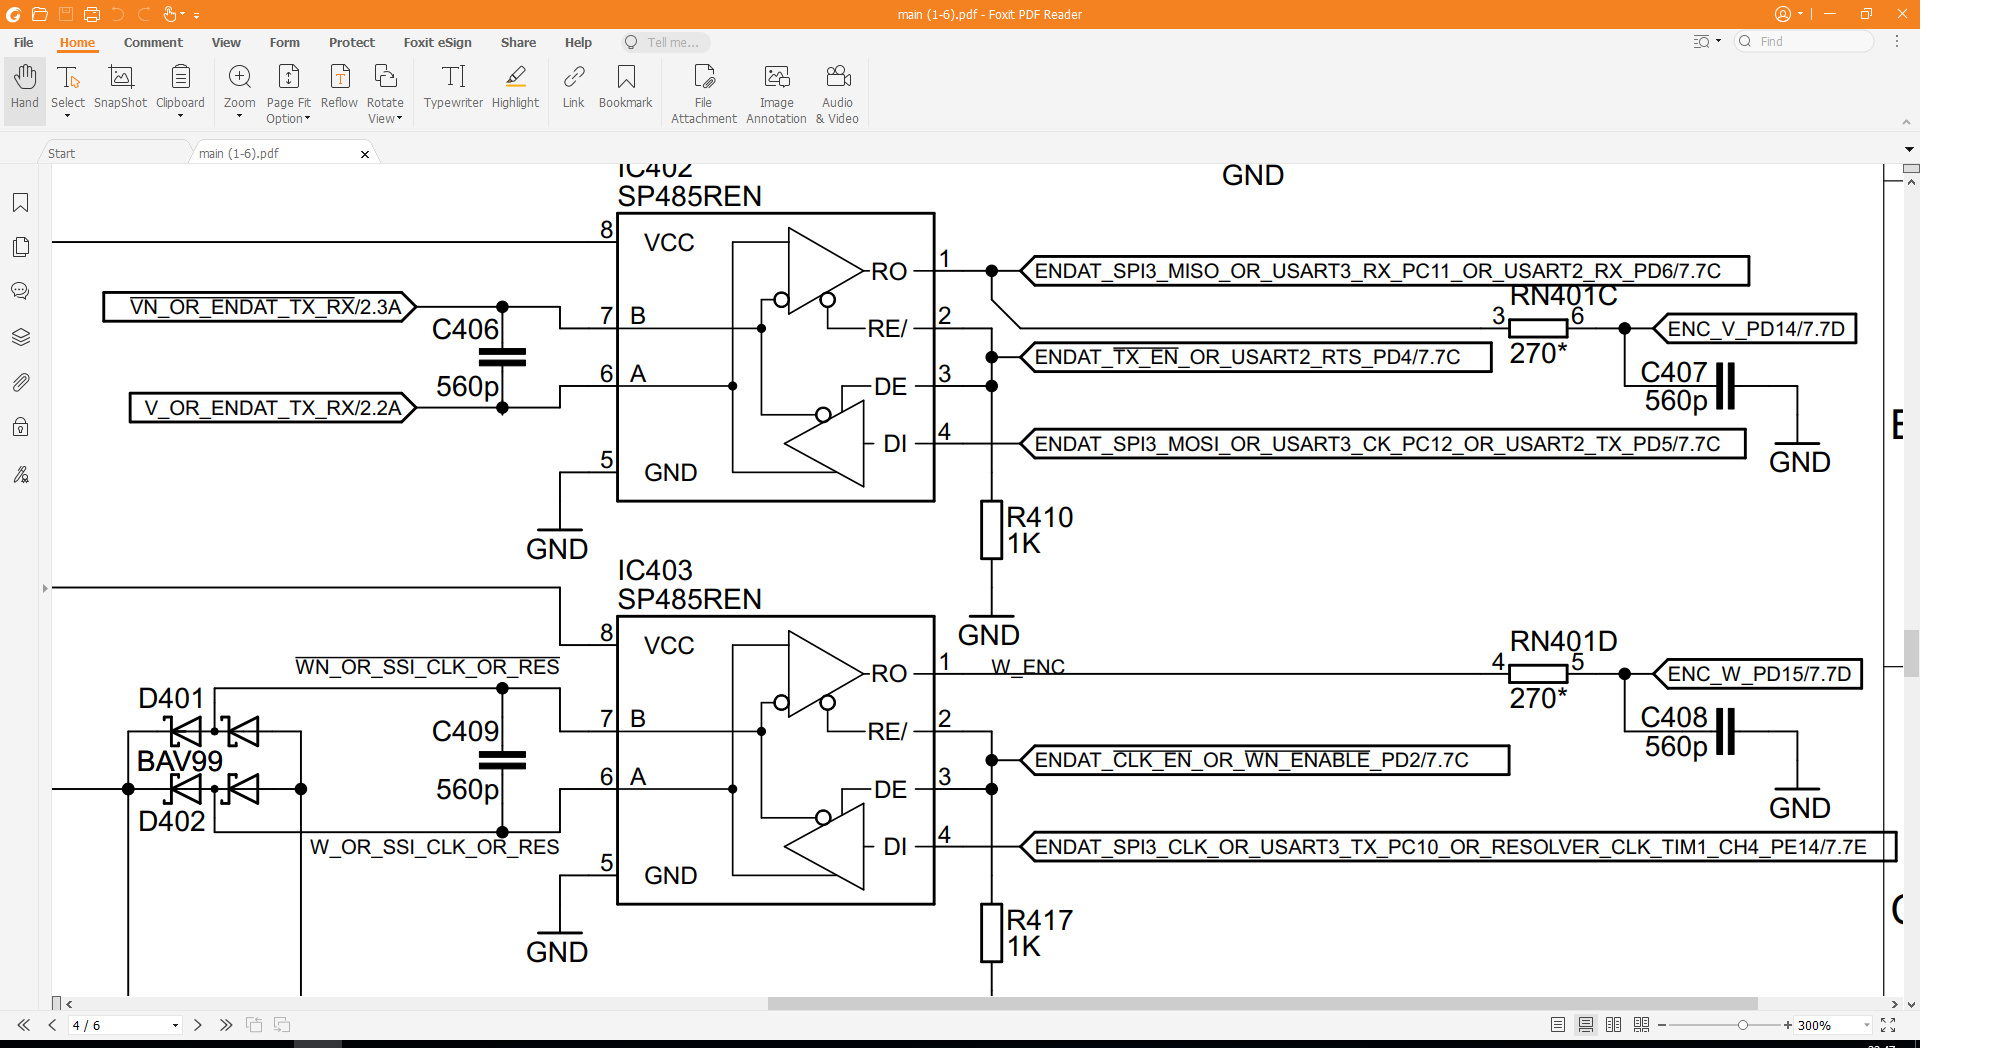 main (1-6).pdf - Foxit PDF Reader
File Home Comment View Form Protect Foxit eSign Share Help Tell me... Find
Hand Select SnapShot Clipboard Zoom Page Fit Option Reflow Rotate View Typewriter Highlight Link Bookmark File Attachment Image Annotation Audio & Video
Start main (1-6).pdf
IC402
SP485REN
GND
8 VCC
RO 1
ENDAT_SPI3_MISO_OR_USART3_RX_PC11_OR_USART2_RX_PD6/7.7C
VN_OR_ENDAT_TX_RX/2.3A
C406
560p
7 B
RE/ 2
RN401C
3 6
270*
ENC_V_PD14/7.7D
ENDAT_TX_EN_OR_USART2_RTS_PD4/7.7C
6 A
DE 3
C407
560p
GND
V_OR_ENDAT_TX_RX/2.2A
DI 4
ENDAT_SPI3_MOSI_OR_USART3_CK_PC12_OR_USART2_TX_PD5/7.7C
5 GND
GND
R410
1K
GND
IC403
SP485REN
8 VCC
WN_OR_SSI_CLK_OR_RES
RO 1
W_ENC
RN401D
4 5
270*
ENC_W_PD15/7.7D
D401
BAV99
D402
C409
560p
7 B
RE/ 2
C408
560p
GND
ENDAT_CLK_EN_OR_WN_ENABLE_PD2/7.7C
6 A
DE 3
W_OR_SSI_CLK_OR_RES
DI 4
ENDAT_SPI3_CLK_OR_USART3_TX_PC10_OR_RESOLVER_CLK_TIM1_CH4_PE14/7.7E
5 GND
GND
R417
1K
4 / 6
300%